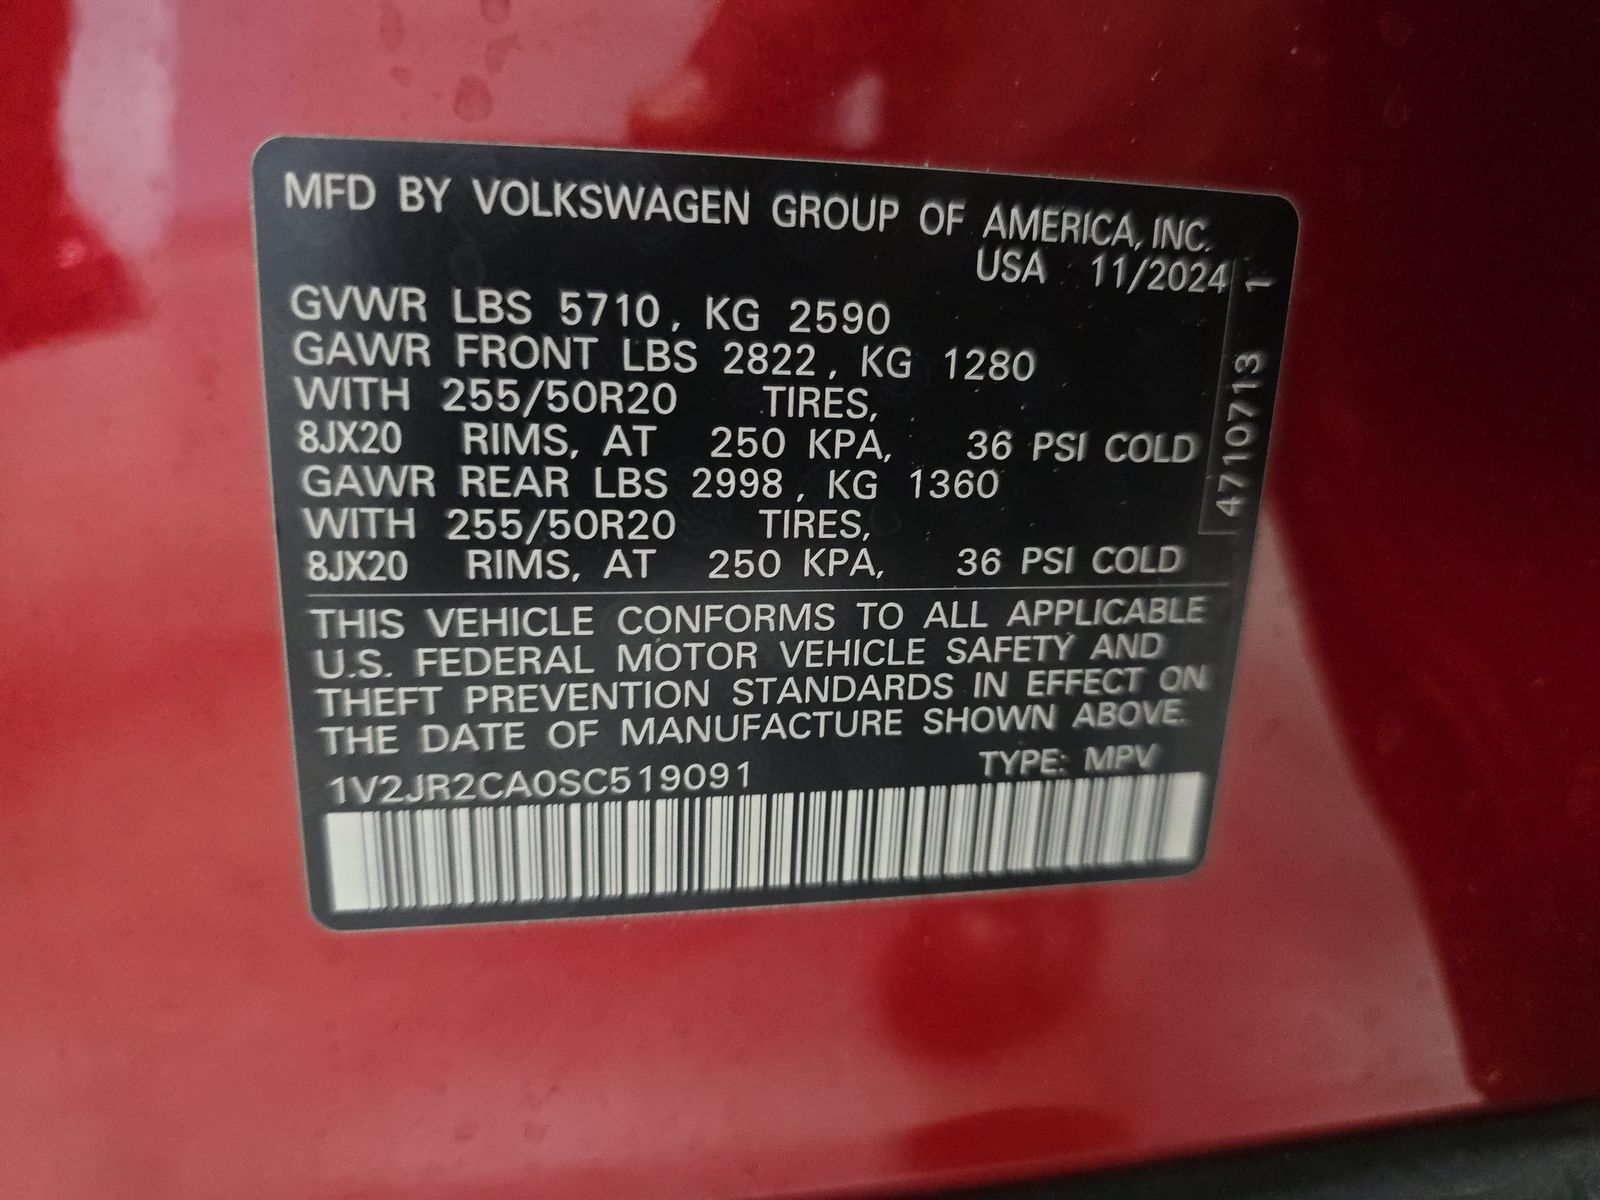 MFD BY VOLKSWAGEN GROUP OF AMERICA, INC.
USA 11/2024
GVWR LBS 5710, KG 2590
GAWR FRONT LBS 2822, KG 1280
WITH 255/50R20 TIRES,
8JX20 RIMS, AT 250 KPA, 36 PSI COLD
GAWR REAR LBS 2998, KG 1360
WITH 255/50R20 TIRES,
8JX20 RIMS, AT 250 KPA, 36 PSI COLD
THIS VEHICLE CONFORMS TO ALL APPLICABLE
U.S. FEDERAL MOTOR VEHICLE SAFETY AND
THEFT PREVENTION STANDARDS IN EFFECT ON
THE DATE OF MANUFACTURE SHOWN ABOVE.
1V2JR2CA0SC519091 TYPE: MPV
4710713 1